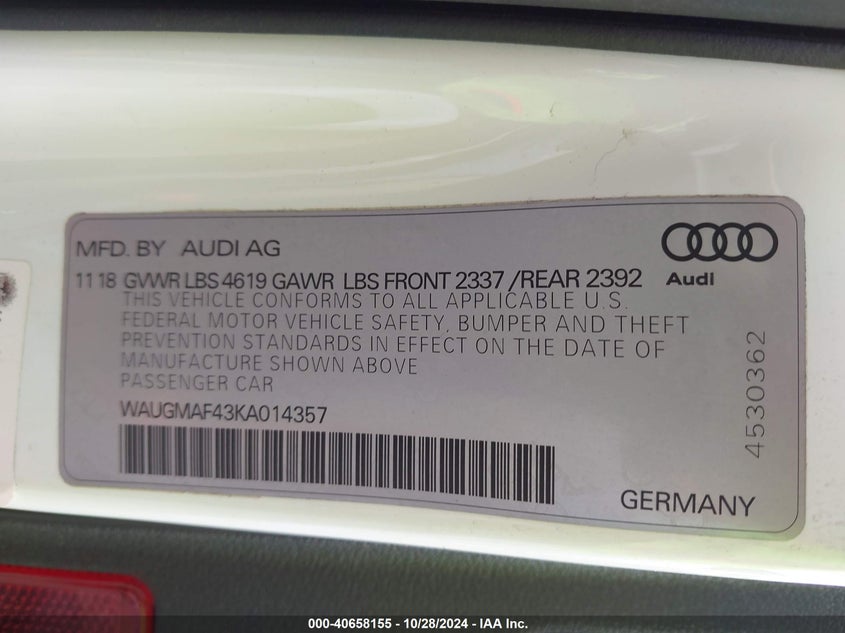 MFD. BY AUDI AG
11 18 GVWR LBS 4619 GAWR LBS FRONT 2337 /REAR 2392
Audi
THIS VEHICLE CONFORMS TO ALL APPLICABLE U.S.
FEDERAL MOTOR VEHICLE SAFETY, BUMPER AND THEFT
PREVENTION STANDARDS IN EFFECT ON THE DATE OF
MANUFACTURE SHOWN ABOVE
PASSENGER CAR
WAUGMAF43KA014357
4530362
GERMANY
000-40658155 - 10/28/2024 - IAA Inc.